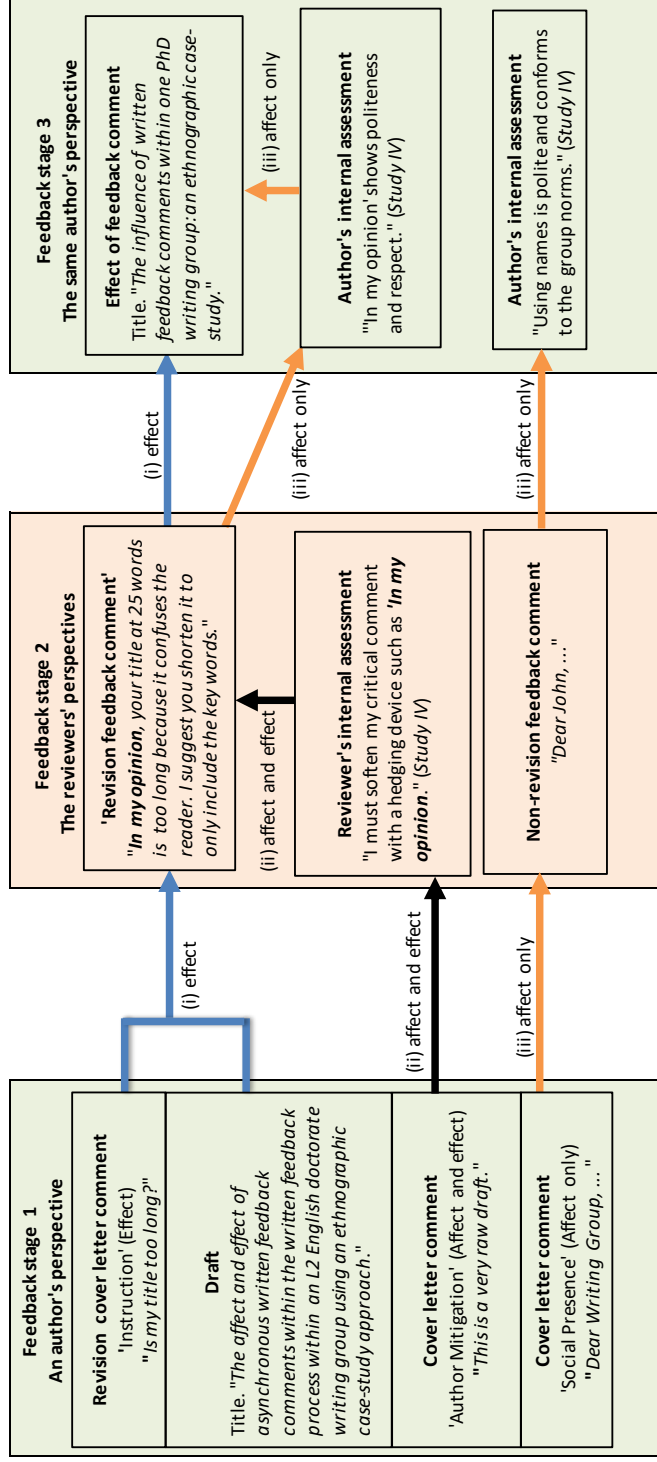 Feedback stage 1
An author's perspective
Revision cover letter comment
'Instruction' (Effect)
"Is my title too long?"
Draft
Title. "The affect and effect of
asynchronous written feedback
comments within the written feedback
process within an L2 English doctorate
writing group using an ethnographic
case-study approach."
Cover letter comment
'Author Mitigation' (Affect and effect)
"This is a very raw draft."
Cover letter comment
'Social Presence' (Affect only)
"Dear Writing Group, ..."
(i) effect
(ii) affect and effect
(iii) affect only
Feedback stage 2
The reviewers' perspectives
'Revision feedback comment'
"In my opinion, your title at 25 words
is too long because it confuses the
reader. I suggest you shorten it to
only include the key words."
(ii) affect and effect
Reviewer's internal assessment
"I must soften my critical comment
with a hedging device such as 'In my
opinion." (Study IV)
Non-revision feedback comment
"Dear John, ..."
(i) effect
(iii) affect only
(iii) affect only
Feedback stage 3
The same author's perspective
Effect of feedback comment
Title. "The influence of written
feedback comments within one PhD
writing group:an ethnographic case-
study."
(iii) affect only
Author's internal assessment
"'In my opinion' shows politeness
and respect." (Study IV)
Author's internal assessment
"Using names is polite and conforms
to the group norms." (Study IV)